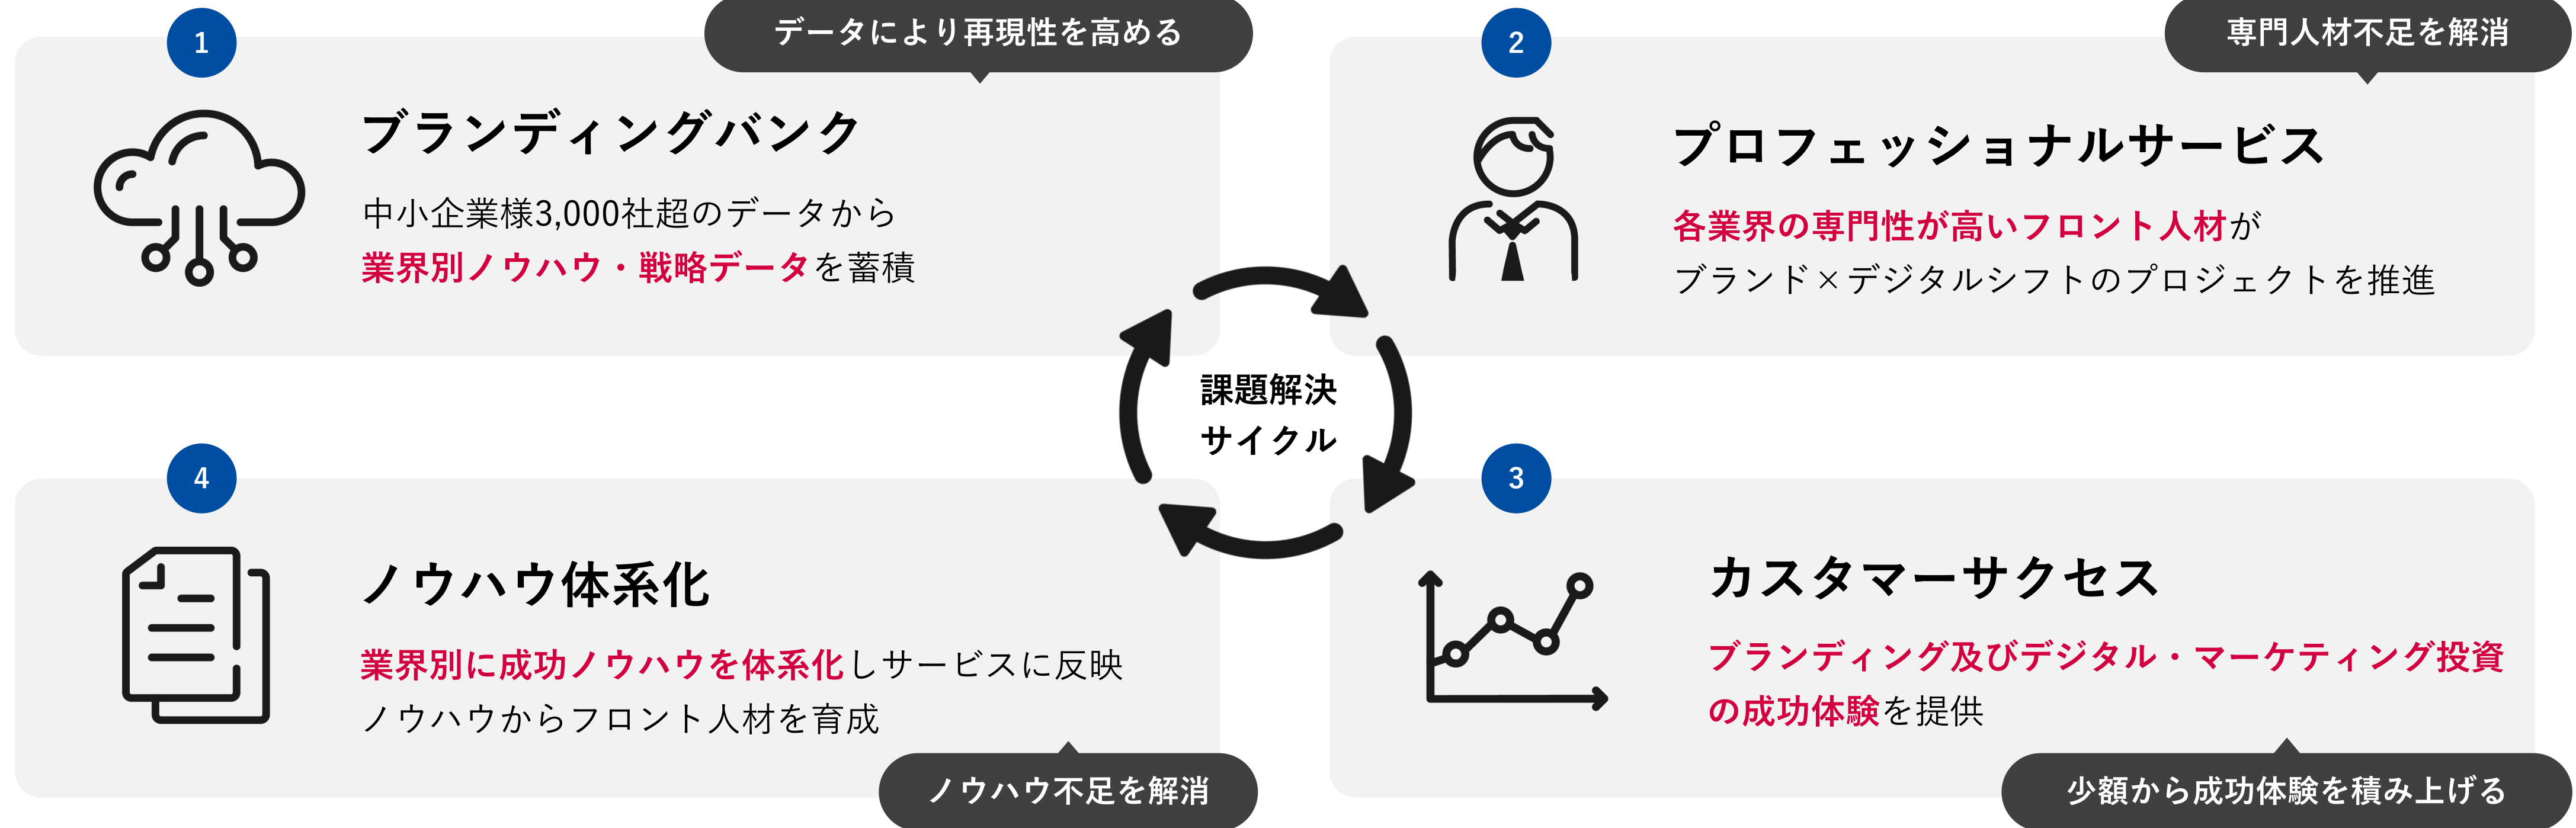 1
データにより再現性を高める
ブランディングバンク
中小企業様3,000社超のデータから
業界別ノウハウ・戦略データを蓄積
2
専門人材不足を解消
プロフェッショナルサービス
各業界の専門性が高いフロント人材が
ブランド×デジタルシフトのプロジェクトを推進
課題解決
サイクル
3
カスタマーサクセス
ブランディング及びデジタル・マーケティング投資
の成功体験を提供
少額から成功体験を積み上げる
4
ノウハウ体系化
業界別に成功ノウハウを体系化しサービスに反映
ノウハウからフロント人材を育成
ノウハウ不足を解消